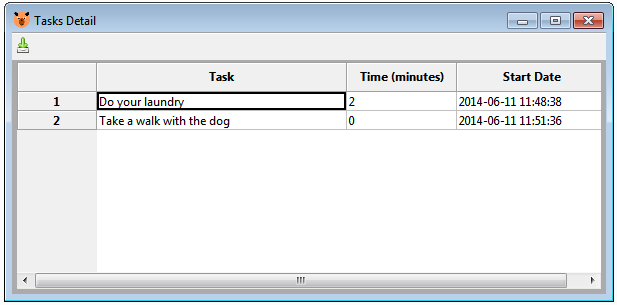 Tasks Detail
Task Time (minutes) Start Date
1 Do your laundry 2 2014-06-11 11:48:38
2 Take a walk with the dog 0 2014-06-11 11:51:36